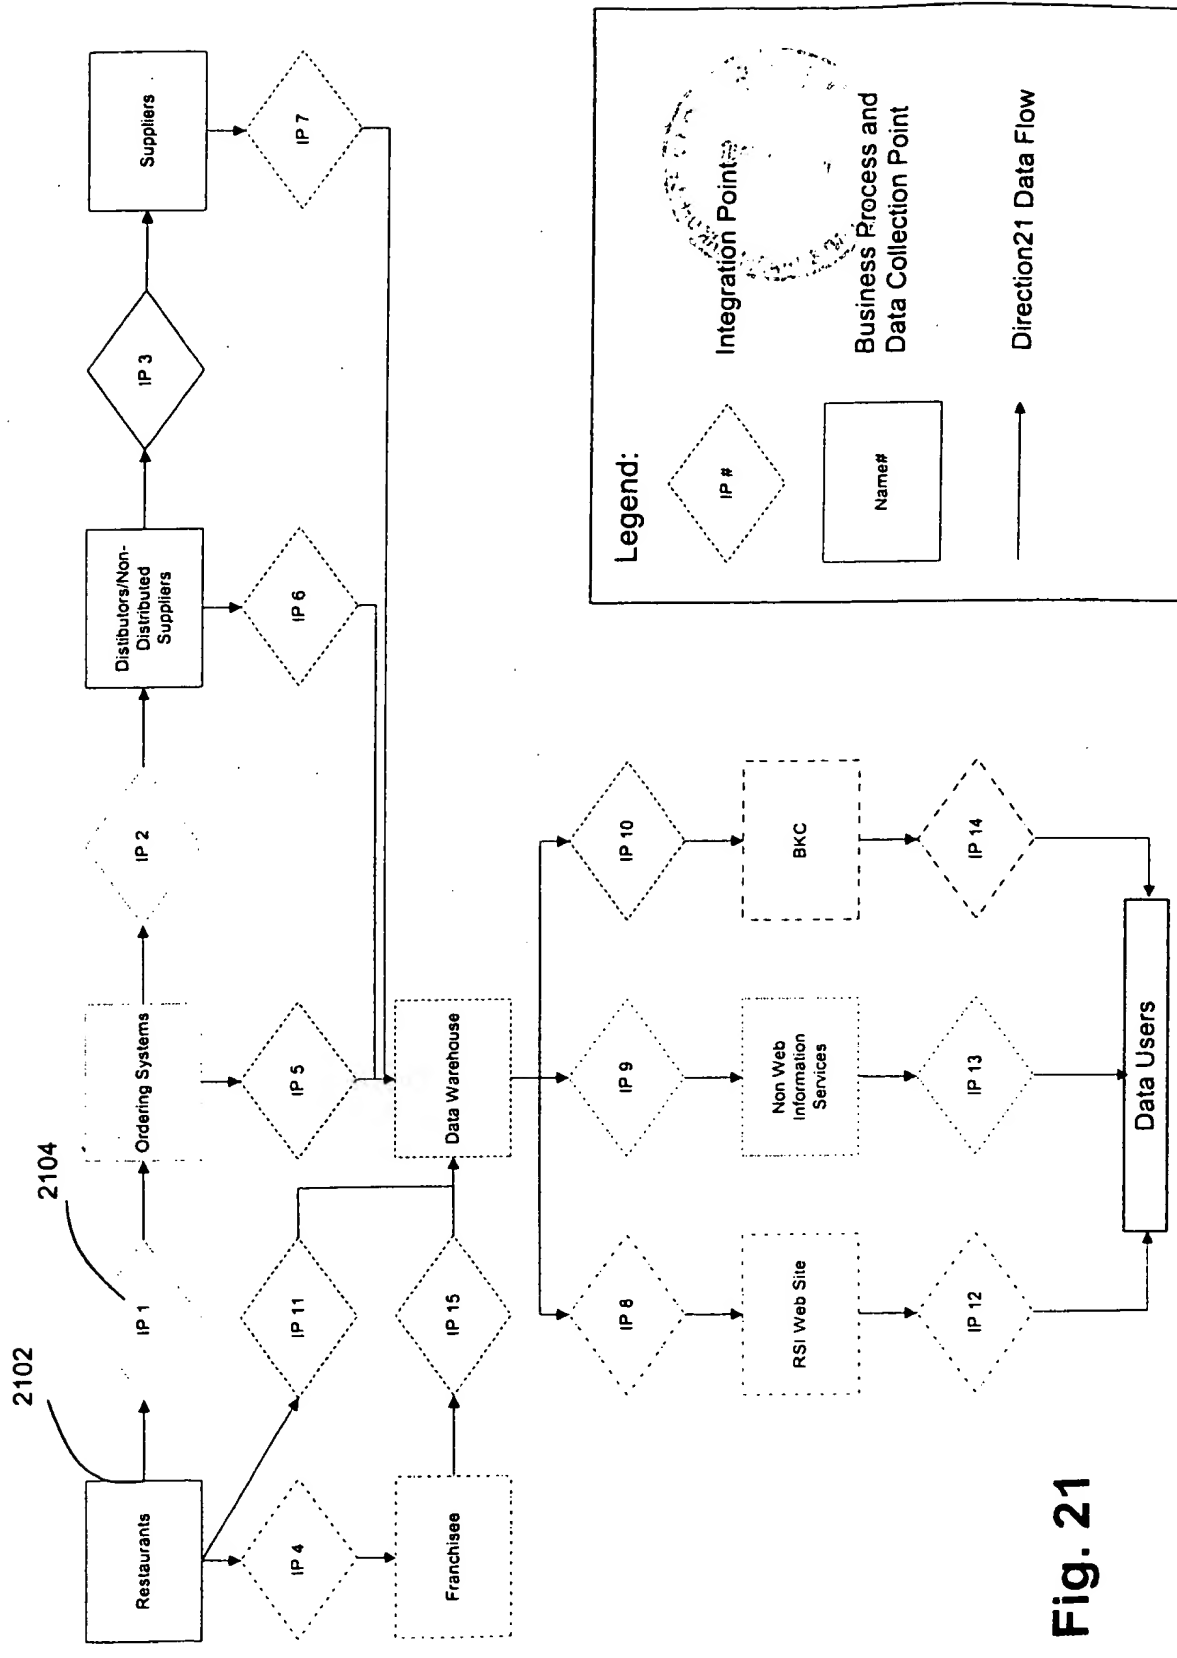 2102
2104
Restaurants
IP 1
Ordering Systems
IP 2
Distibutors/Non-
Distributed
Suppliers
IP 3
Suppliers
IP 4
IP 11
IP 5
IP 6
IP 7
Franchisee
IP 15
Data Warehouse
IP 8
IP 9
IP 10
RSI Web Site
Non Web
Information
Services
BKC
IP 12
IP 13
IP 14
Data Users
Legend:
IP #
Integration Point
Name#
Business Process and
Data Collection Point
Direction21 Data Flow
Fig. 21